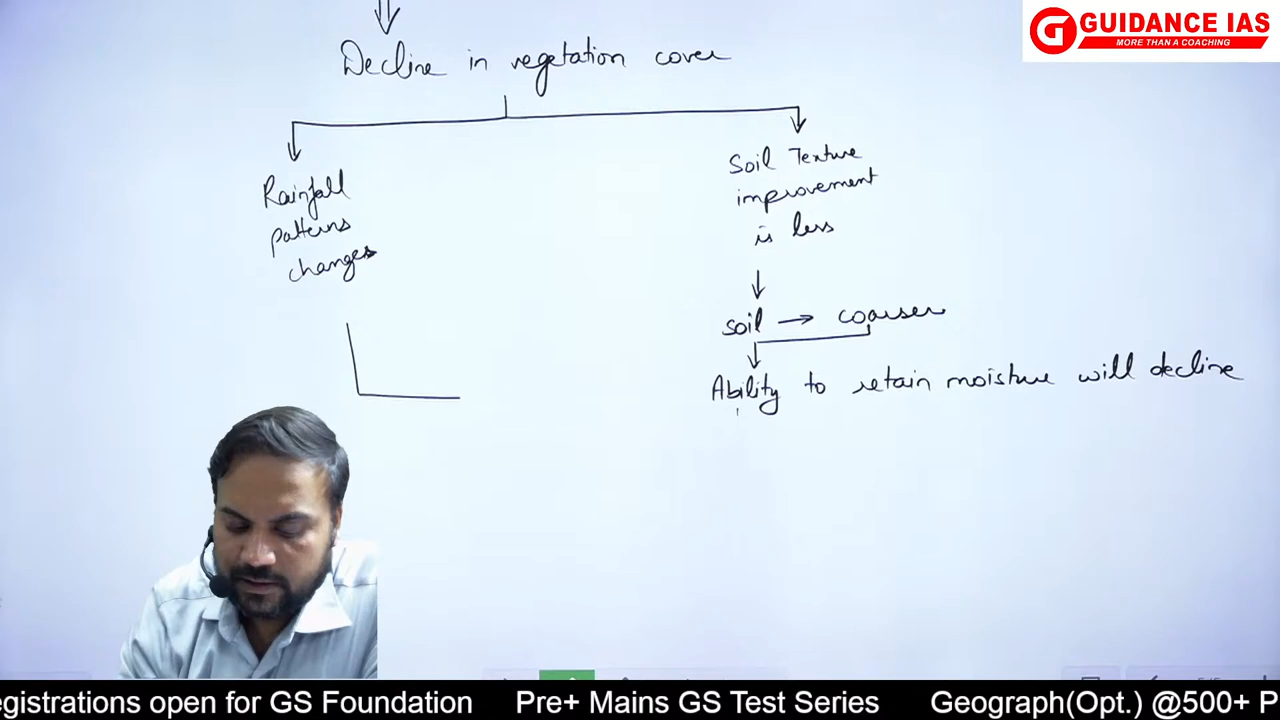 GUIDANCE IAS
MORE THAN A COACHING
Decline in vegetation cover
Rainfall
patterns
changes
Soil Texture
improvement
is less
soil → coarser
Ability to retain moisture will decline
egistrations open for GS Foundation Pre+ Mains GS Test Series Geograph(Opt.) @500+ P